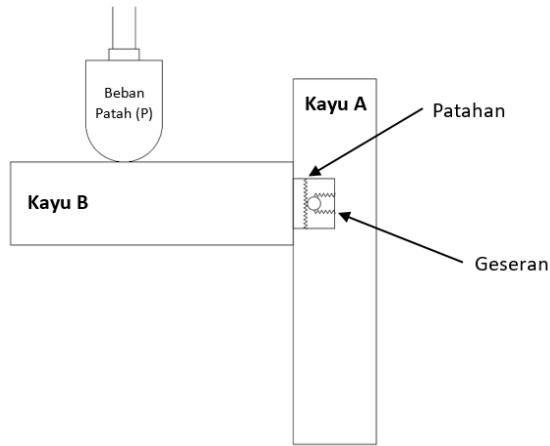 Beban
Patah (P)
Kayu A
Patahan
Kayu B
Geseran